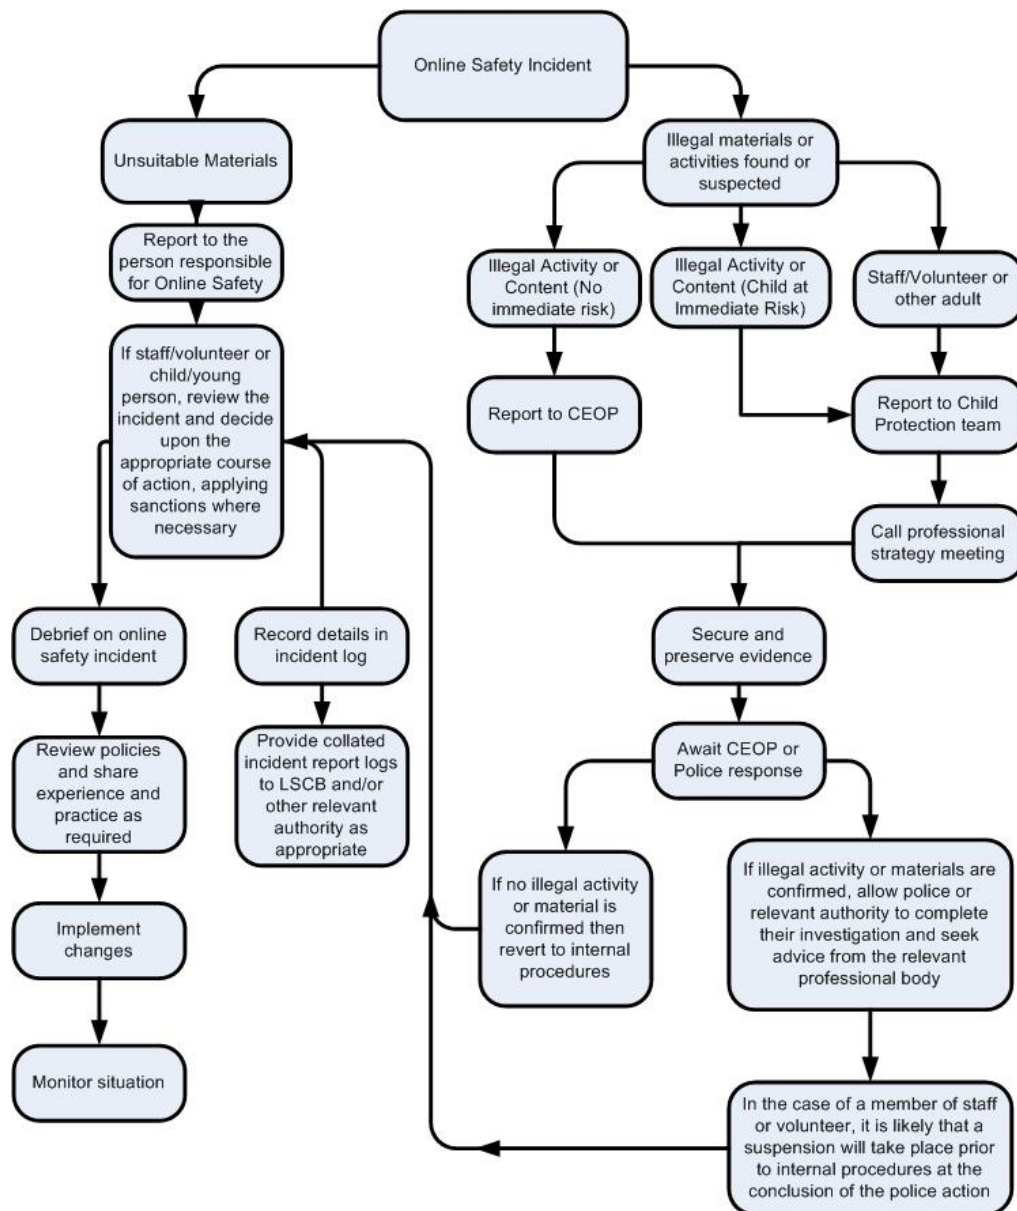 Online Safety Incident
Unsuitable Materials
Report to the
person responsible
for Online Safety
If staff/volunteer or
child/young
person, review the
incident and decide
upon the
appropriate course
of action, applying
sanctions where
necessary
Debrief on online
safety incident
Review policies
and share
experience and
practice as
required
Implement
changes
Monitor situation
Record details in
incident log
Provide collated
incident report logs
to LSCB and/or
other relevant
authority as
appropriate
Illegal materials or
activities found or
suspected
Illegal Activity or
Content (No
immediate risk)
Illegal Activity or
Content (Child at
Immediate Risk)
Staff/Volunteer or
other adult
Report to CEOP
Report to Child
Protection team
Call professional
strategy meeting
Secure and
preserve evidence
Await CEOP or
Police response
If no illegal activity
or material is
confirmed then
revert to internal
procedures
If illegal activity or materials are
confirmed, allow police or
relevant authority to complete
their investigation and seek
advice from the relevant
professional body
In the case of a member of staff
or volunteer, it is likely that a
suspension will take place prior
to internal procedures at the
conclusion of the police action